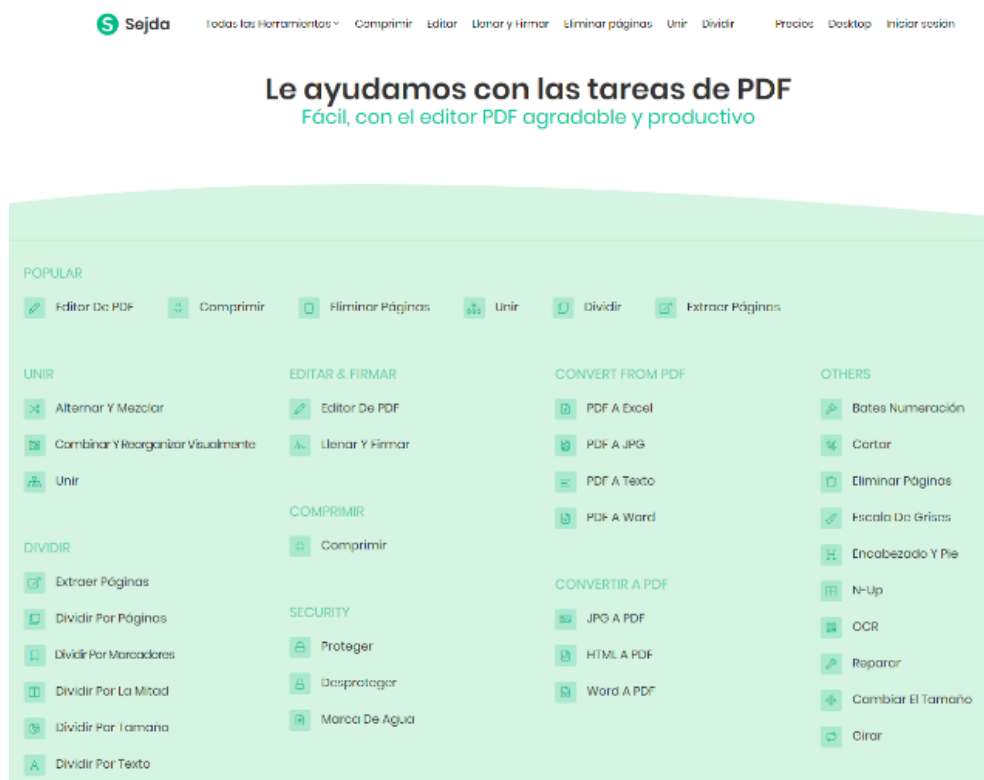 Sejda Todas las Herramientas Comprimir Editar Llenar y Firmar Eliminar páginas Unir Dividir Precios Desktop Iniciar sesión
Le ayudamos con las tareas de PDF
Fácil, con el editor PDF agradable y productivo
POPULAR
Editor De PDF Comprimir Eliminar Páginas Unir Dividir Extraer Páginas
UNIR
Alternar Y Mezclar
Combinar Y Reorganizar Visualmente
Unir
DIVIDIR
Extraer Páginas
Dividir Por Páginas
Dividir Por Marcadores
Dividir Por La Mitad
Dividir Por Tamaño
Dividir Por Texto
EDITAR & FIRMAR
Editor De PDF
Llenar Y Firmar
COMPRIMIR
Comprimir
SECURITY
Proteger
Desproteger
Marca De Agua
CONVERT FROM PDF
PDF A Excel
PDF A JPG
PDF A Texto
PDF A Word
CONVERTIR A PDF
JPG A PDF
HTML A PDF
Word A PDF
OTHERS
Bates Numeración
Cortar
Eliminar Páginas
Escala De Grises
Encabezado Y Pie
N-Up
OCR
Reparar
Cambiar El Tamaño
Girar